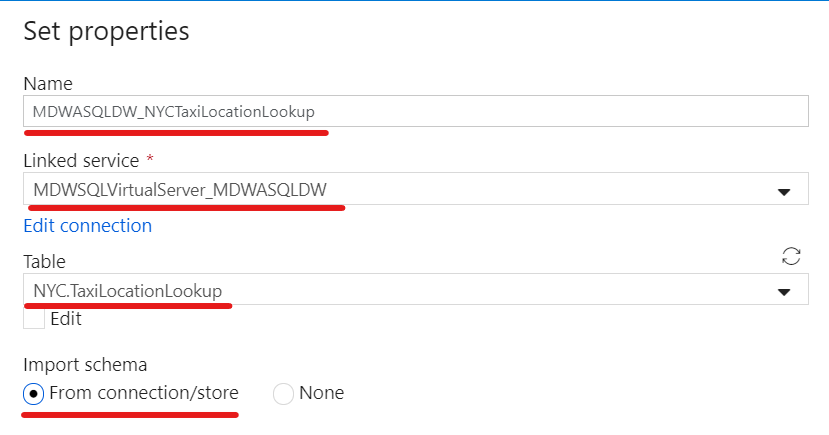 Set properties
Name
MDWASQLDW_NYCTaxiLocationLookup
Linked service *
MDWSQLVirtualServer_MDWASQLDW
Edit connection
Table
NYC.TaxiLocationLookup
Edit
Import schema
From connection/store None